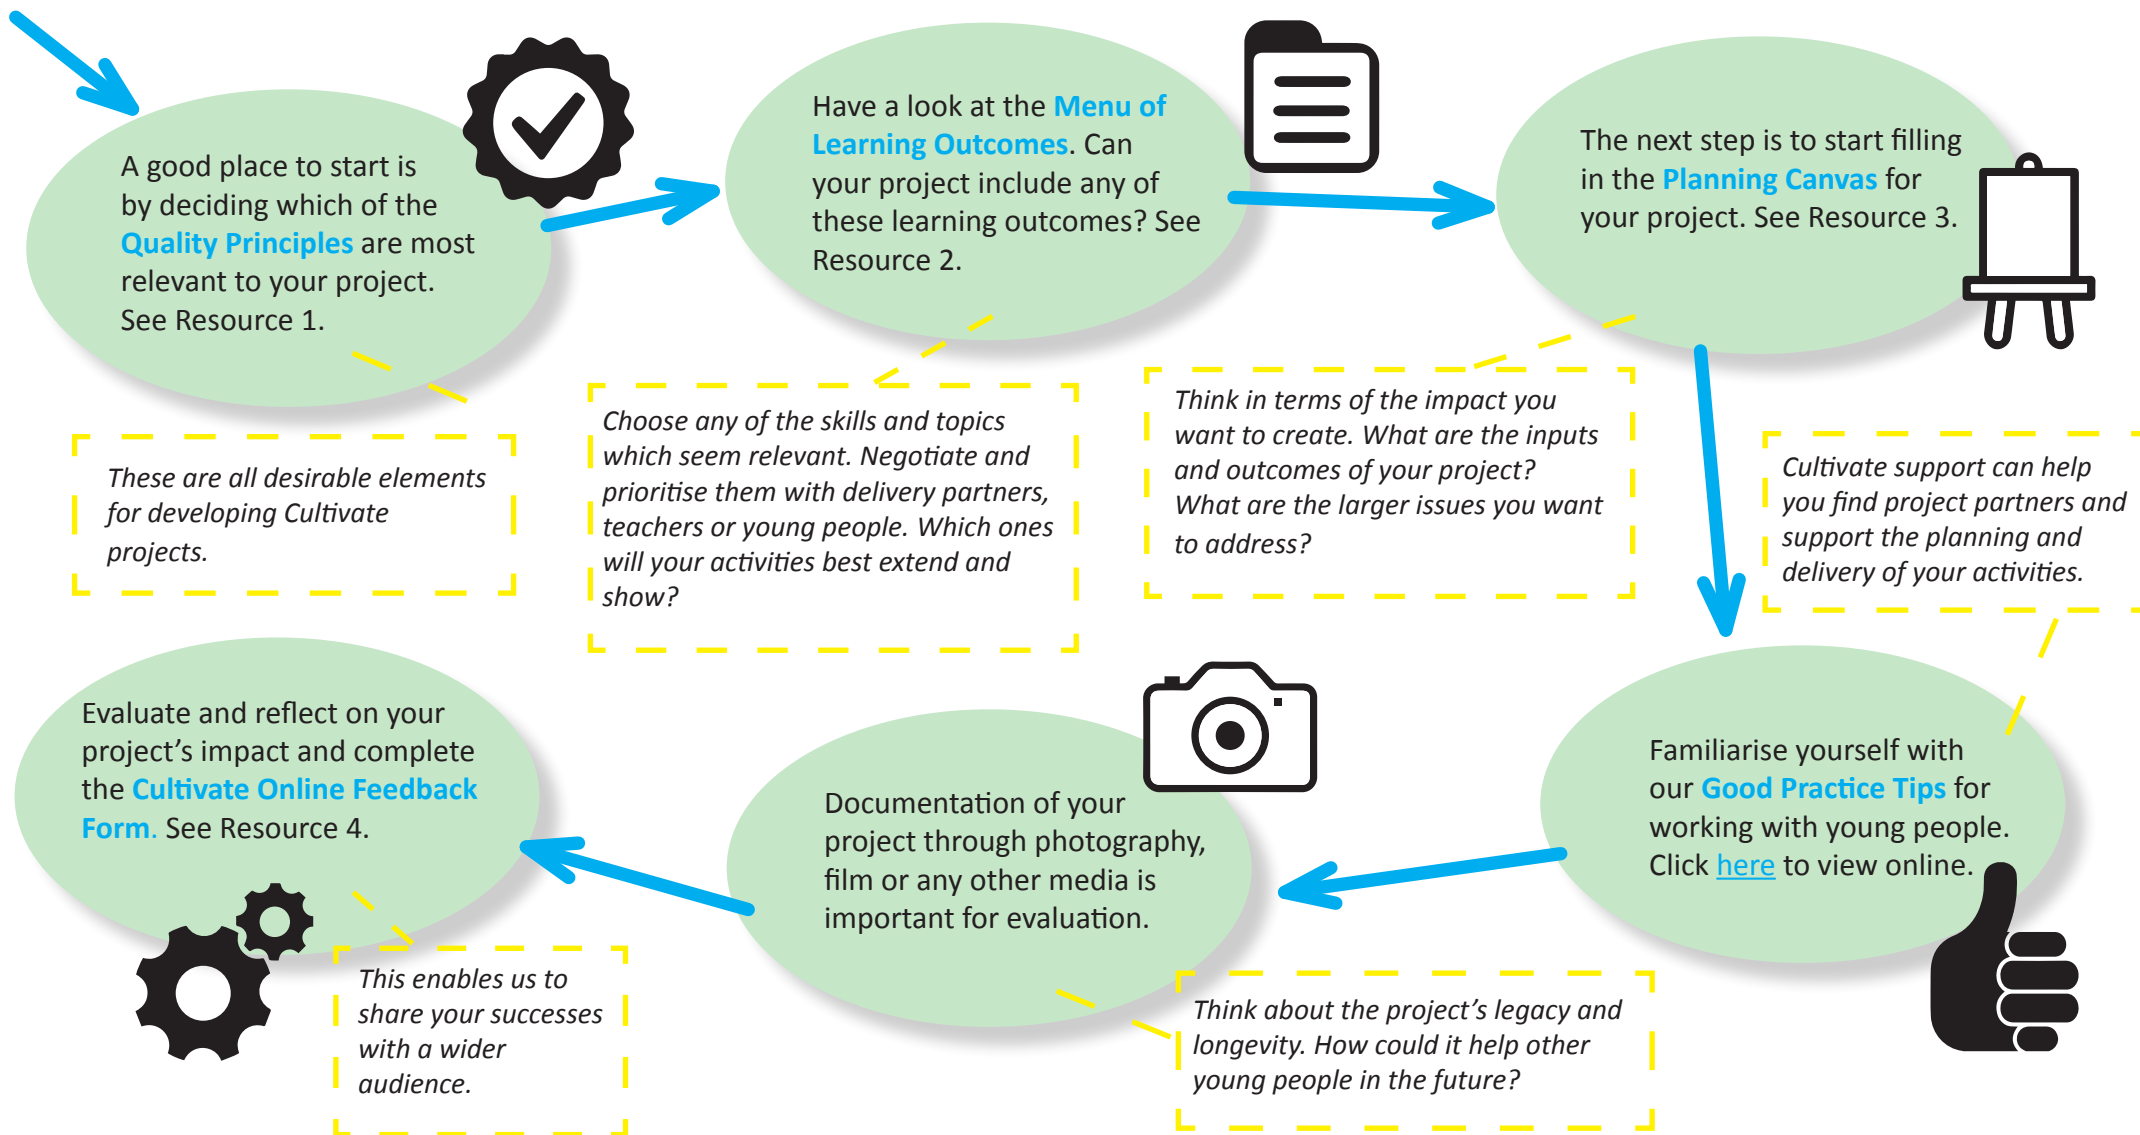 A good place to start is
by deciding which of the
Quality Principles are most
relevant to your project.
See Resource 1.
These are all desirable elements
for developing Cultivate
projects.
Have a look at the Menu of
Learning Outcomes. Can
your project include any of
these learning outcomes? See
Resource 2.
Choose any of the skills and topics
which seem relevant. Negotiate and
prioritise them with delivery partners,
teachers or young people. Which ones
will your activities best extend and
show?
The next step is to start filling
in the Planning Canvas for
your project. See Resource 3.
Think in terms of the impact you
want to create. What are the inputs
and outcomes of your project?
What are the larger issues you want
to address?
Cultivate support can help
you find project partners and
support the planning and
delivery of your activities.
Familiarise yourself with
our Good Practice Tips for
working with young people.
Click here to view online.
Documentation of your
project through photography,
film or any other media is
important for evaluation.
Think about the project’s legacy and
longevity. How could it help other
young people in the future?
Evaluate and reflect on your
project’s impact and complete
the Cultivate Online Feedback
Form. See Resource 4.
This enables us to
share your successes
with a wider
audience.